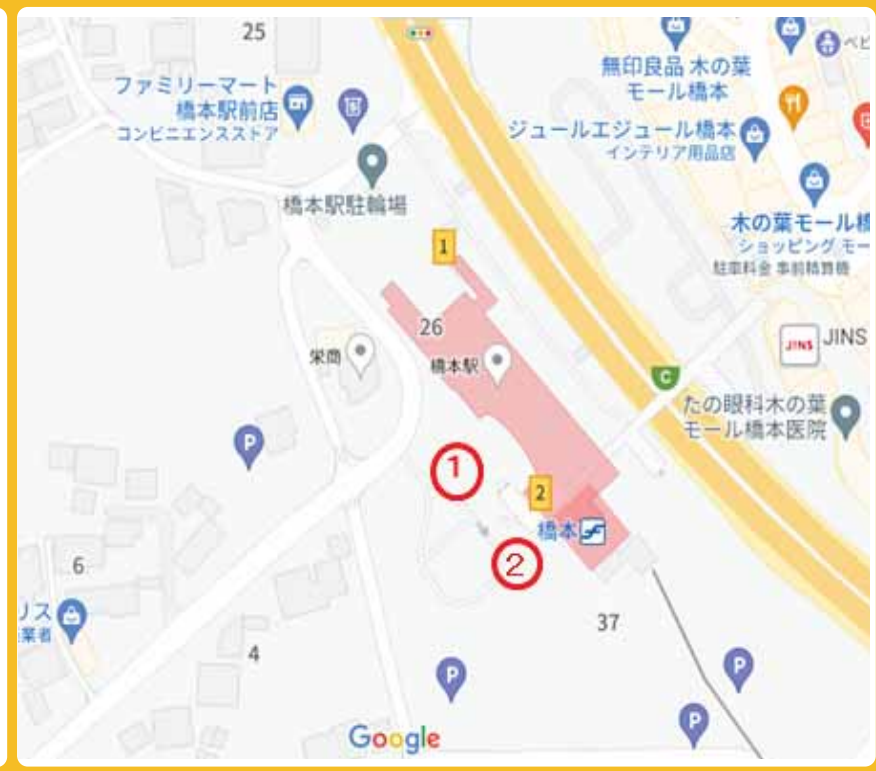 25
ファミリーマート
橋本駅前店
コンビニエンスストア
無印良品 木の葉
モール橋本
ジュールエジュール橋本
インテリア用品店
橋本駅駐輪場
木の葉モール橋
ショッピング モー
駐車料金 事前精算機
1
26
栄商
橋本駅
JINS
JINS
C
たの眼科木の葉
モール橋本医院
P
1
2
橋本
2
6
リス
業者
4
37
P
P
P
Google